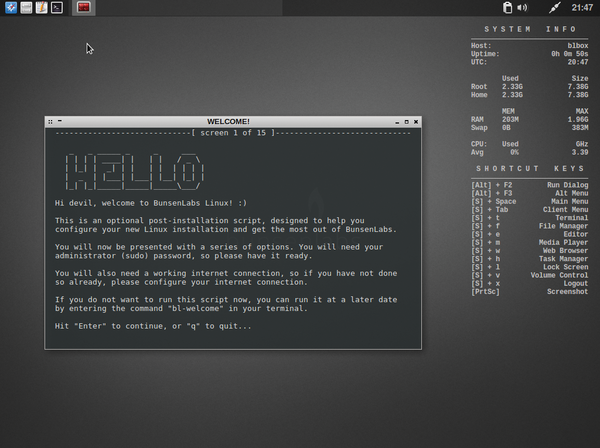 21:47
SYSTEM INFO
Host: blbox
Uptime: 0h 0m 50s
UTC: 20:47
Used Size
Root 2.33G 7.38G
Home 2.33G 7.38G
MEM MAX
RAM 203M 1.96G
Swap 0B 383M
CPU: Used GHz
Avg 0% 3.39
SHORTCUT KEYS
[Alt] + F2 Run Dialog
[Alt] + F3 Alt Menu
[S] + Space Main Menu
[S] + Tab Client Menu
[S] + t Terminal
[S] + f File Manager
[S] + e Editor
[S] + m Media Player
[S] + w Web Browser
[S] + h Task Manager
[S] + l Lock Screen
[S] + v Volume Control
[S] + x Logout
[PrtSc] Screenshot
WELCOME!
[ screen 1 of 15 ]
HELLO
Hi devil, welcome to BunsenLabs Linux! :)
This is an optional post-installation script, designed to help you
configure your new Linux installation and get the most out of BunsenLabs.
You will now be presented with a series of options. You will need your
administrator (sudo) password, so please have it ready.
You will also need a working internet connection, so if you have not done
so already, please configure your internet connection.
If you do not want to run this script now, you can run it at a later date
by entering the command "bl-welcome" in your terminal.
Hit "Enter" to continue, or "q" to quit...